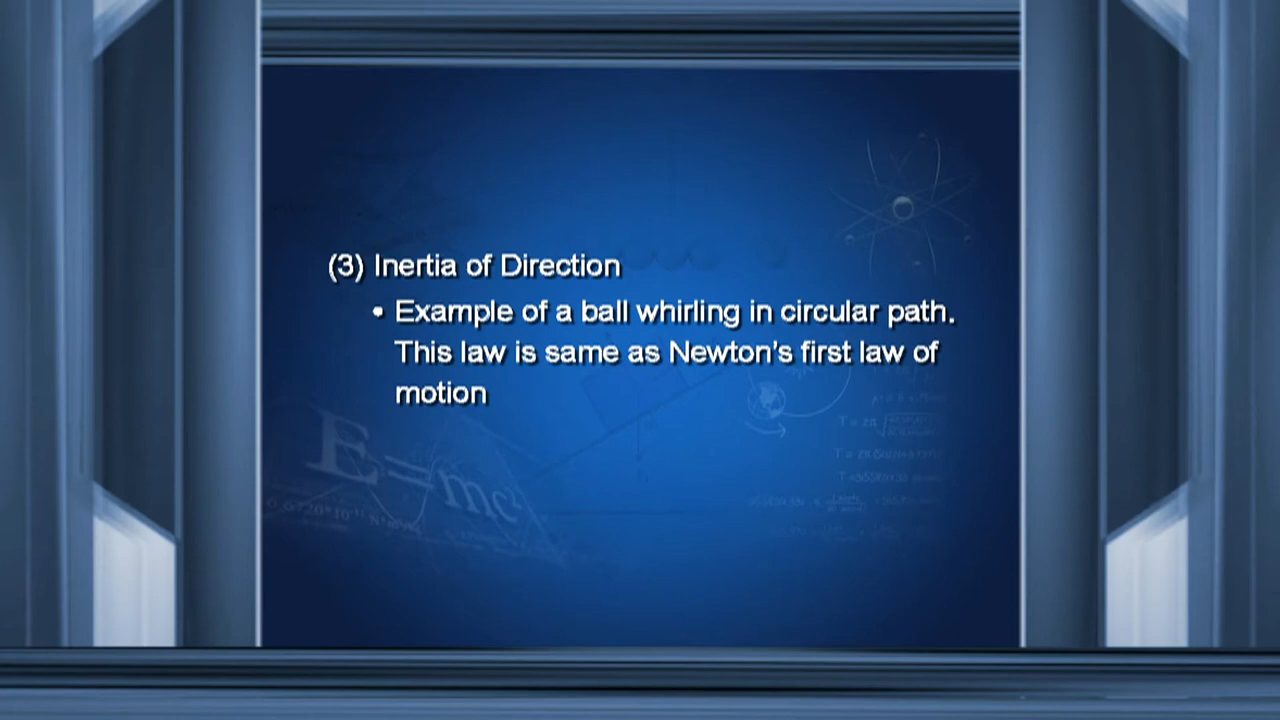 (3) Inertia of Direction
• Example of a ball whirling in circular path.
This law is same as Newton's first law of
motion
E=mc²